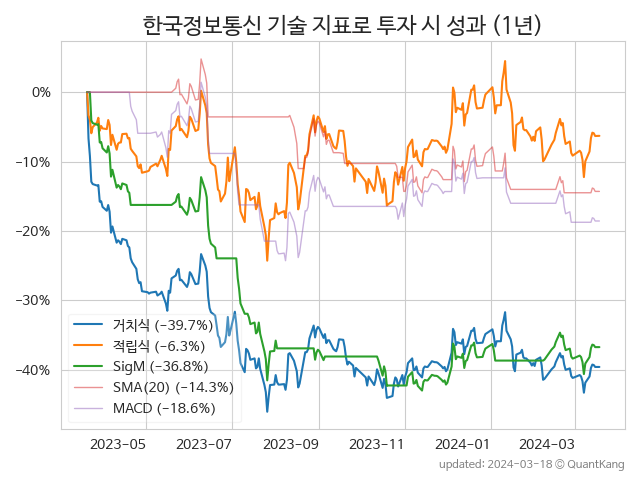 한국정보통신 기술 지표로 투자 시 성과 (1년)
0%
−10%
−20%
−30%
−40%
거치식 (−39.7%)
적립식 (−6.3%)
SigM (−36.8%)
SMA(20) (−14.3%)
MACD (−18.6%)
2023-05 2023-07 2023-09 2023-11 2024-01 2024-03
updated: 2024-03-18 © QuantKang